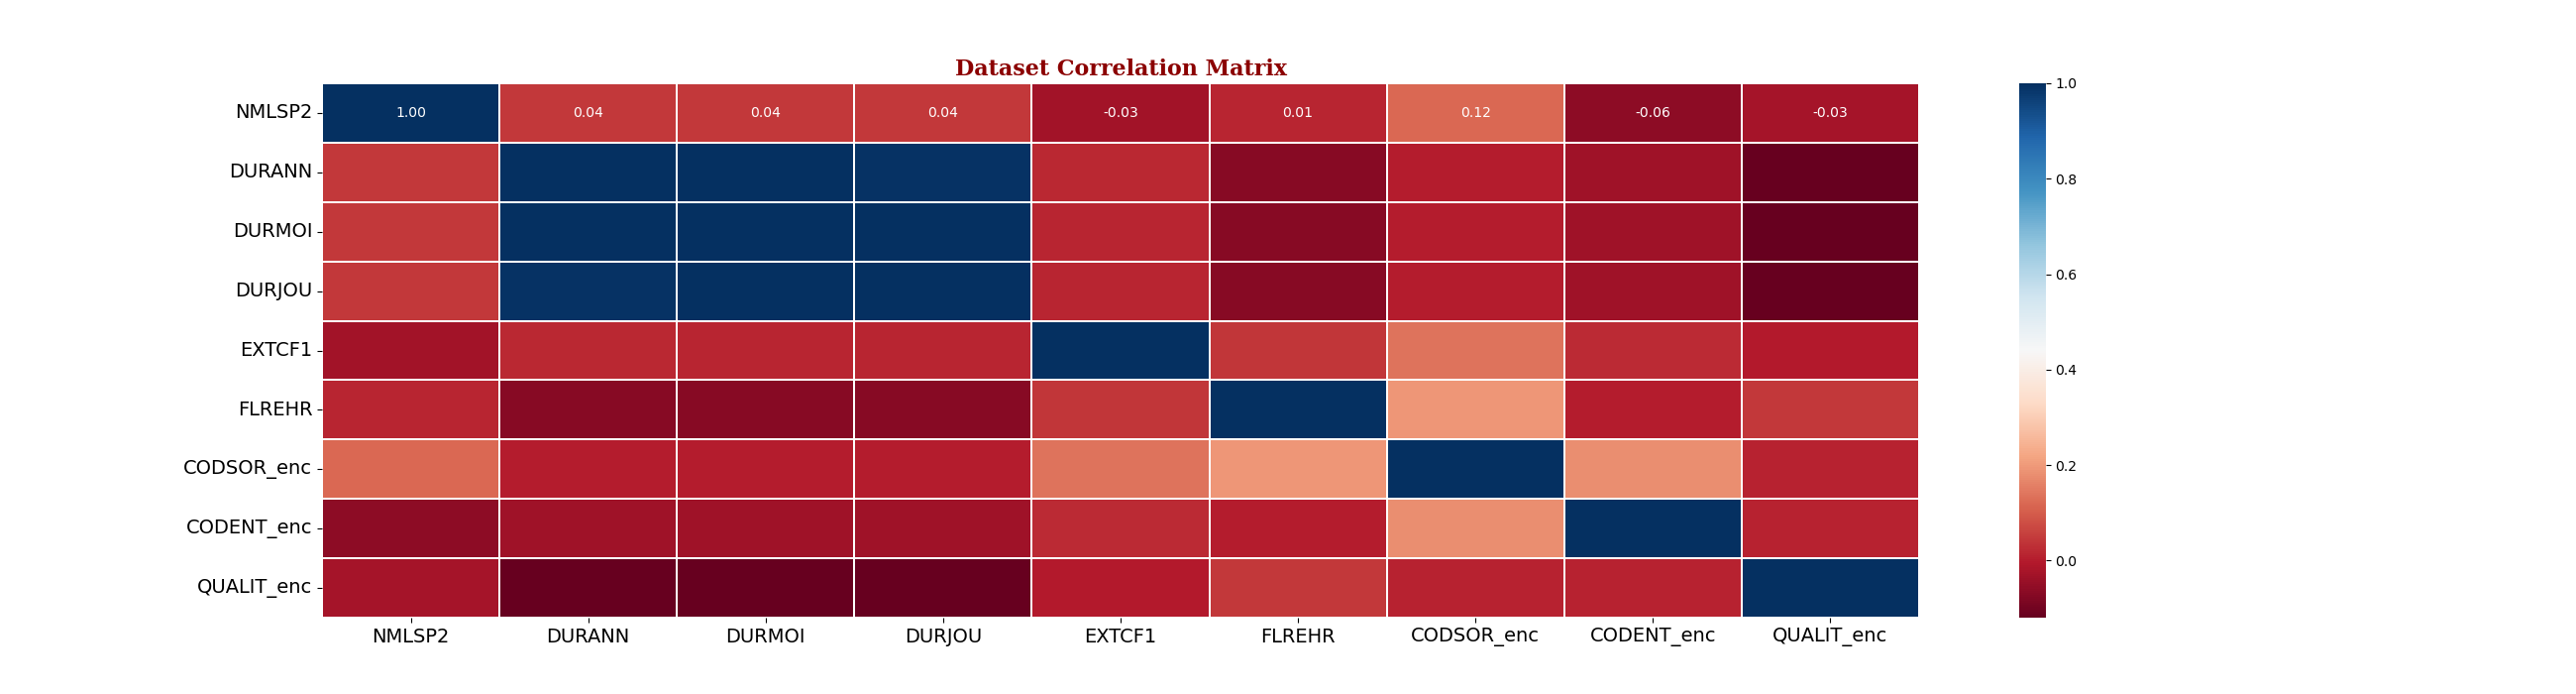 Dataset Correlation Matrix
NMLSP2 1.00 0.04 0.04 0.04 -0.03 0.01 0.12 -0.06 -0.03
DURANN
DURMOI
DURJOU
EXTCF1
FLREHR
CODSOR_enc
CODENT_enc
QUALIT_enc
NMLSP2 DURANN DURMOI DURJOU EXTCF1 FLREHR CODSOR_enc CODENT_enc QUALIT_enc
1.0
0.8
0.6
0.4
0.2
0.0